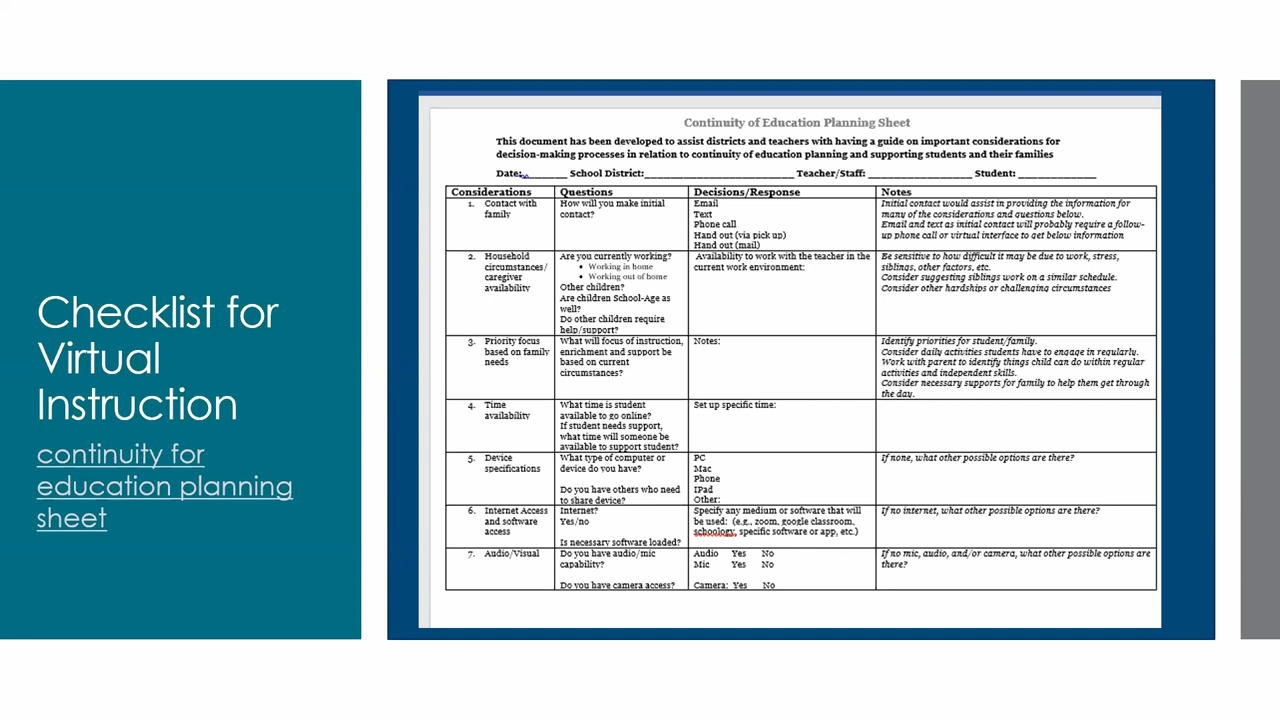 Checklist for
Virtual
Instruction
continuity for
education planning
sheet
Continuity of Education Planning Sheet
This document has been developed to assist districts and teachers with having a guide on important considerations for
decision-making processes in relation to continuity of education planning and supporting students and their families
Date:________ School District:__________________________ Teacher/Staff: __________________ Student: ______________
Considerations
Questions
Decisions/Response
Notes
1. Contact with
family
How will you make initial
contact?
Email
Text
Phone call
Hand out (via pick up)
Hand out (mail)
Initial contact would assist in providing the information for
many of the considerations and questions below.
Email and text as initial contact will probably require a follow-
up phone call or virtual interface to get below information
2. Household
circumstances/
caregiver
availability
Are you currently working?
• Working in home
• Working out of home
Other children?
Are children School-Age as
well?
Do other children require
help/support?
Availability to work with the teacher in the
current work environment:
Be sensitive to how difficult it may be due to work, stress,
siblings, other factors, etc.
Consider suggesting siblings work on a similar schedule.
Consider other hardships or challenging circumstances
3. Priority focus
based on family
needs
What will focus of instruction,
enrichment and support be
based on current
circumstances?
Notes:
Identify priorities for student/family.
Consider daily activities students have to engage in regularly.
Work with parent to identify things child can do within regular
activities and independent skills.
Consider necessary supports for family to help them get through
the day.
4. Time
availability
What time is student
available to go online?
If student needs support,
what time will someone be
available to support student?
Set up specific time:
5. Device
specifications
What type of computer or
device do you have?
Do you have others who need
to share device?
PC
Mac
Phone
IPad
Other:
If none, what other possible options are there?
6. Internet Access
and software
access
Internet?
Yes/no
Is necessary software loaded?
Specify any medium or software that will
be used: (e.g., zoom, google classroom,
schoology, specific software or app, etc.)
If no internet, what other possible options are there?
7. Audio/Visual
Do you have audio/mic
capability?
Do you have camera access?
Audio Yes No
Mic Yes No
Camera: Yes No
If no mic, audio, and/or camera, what other possible options are
there?